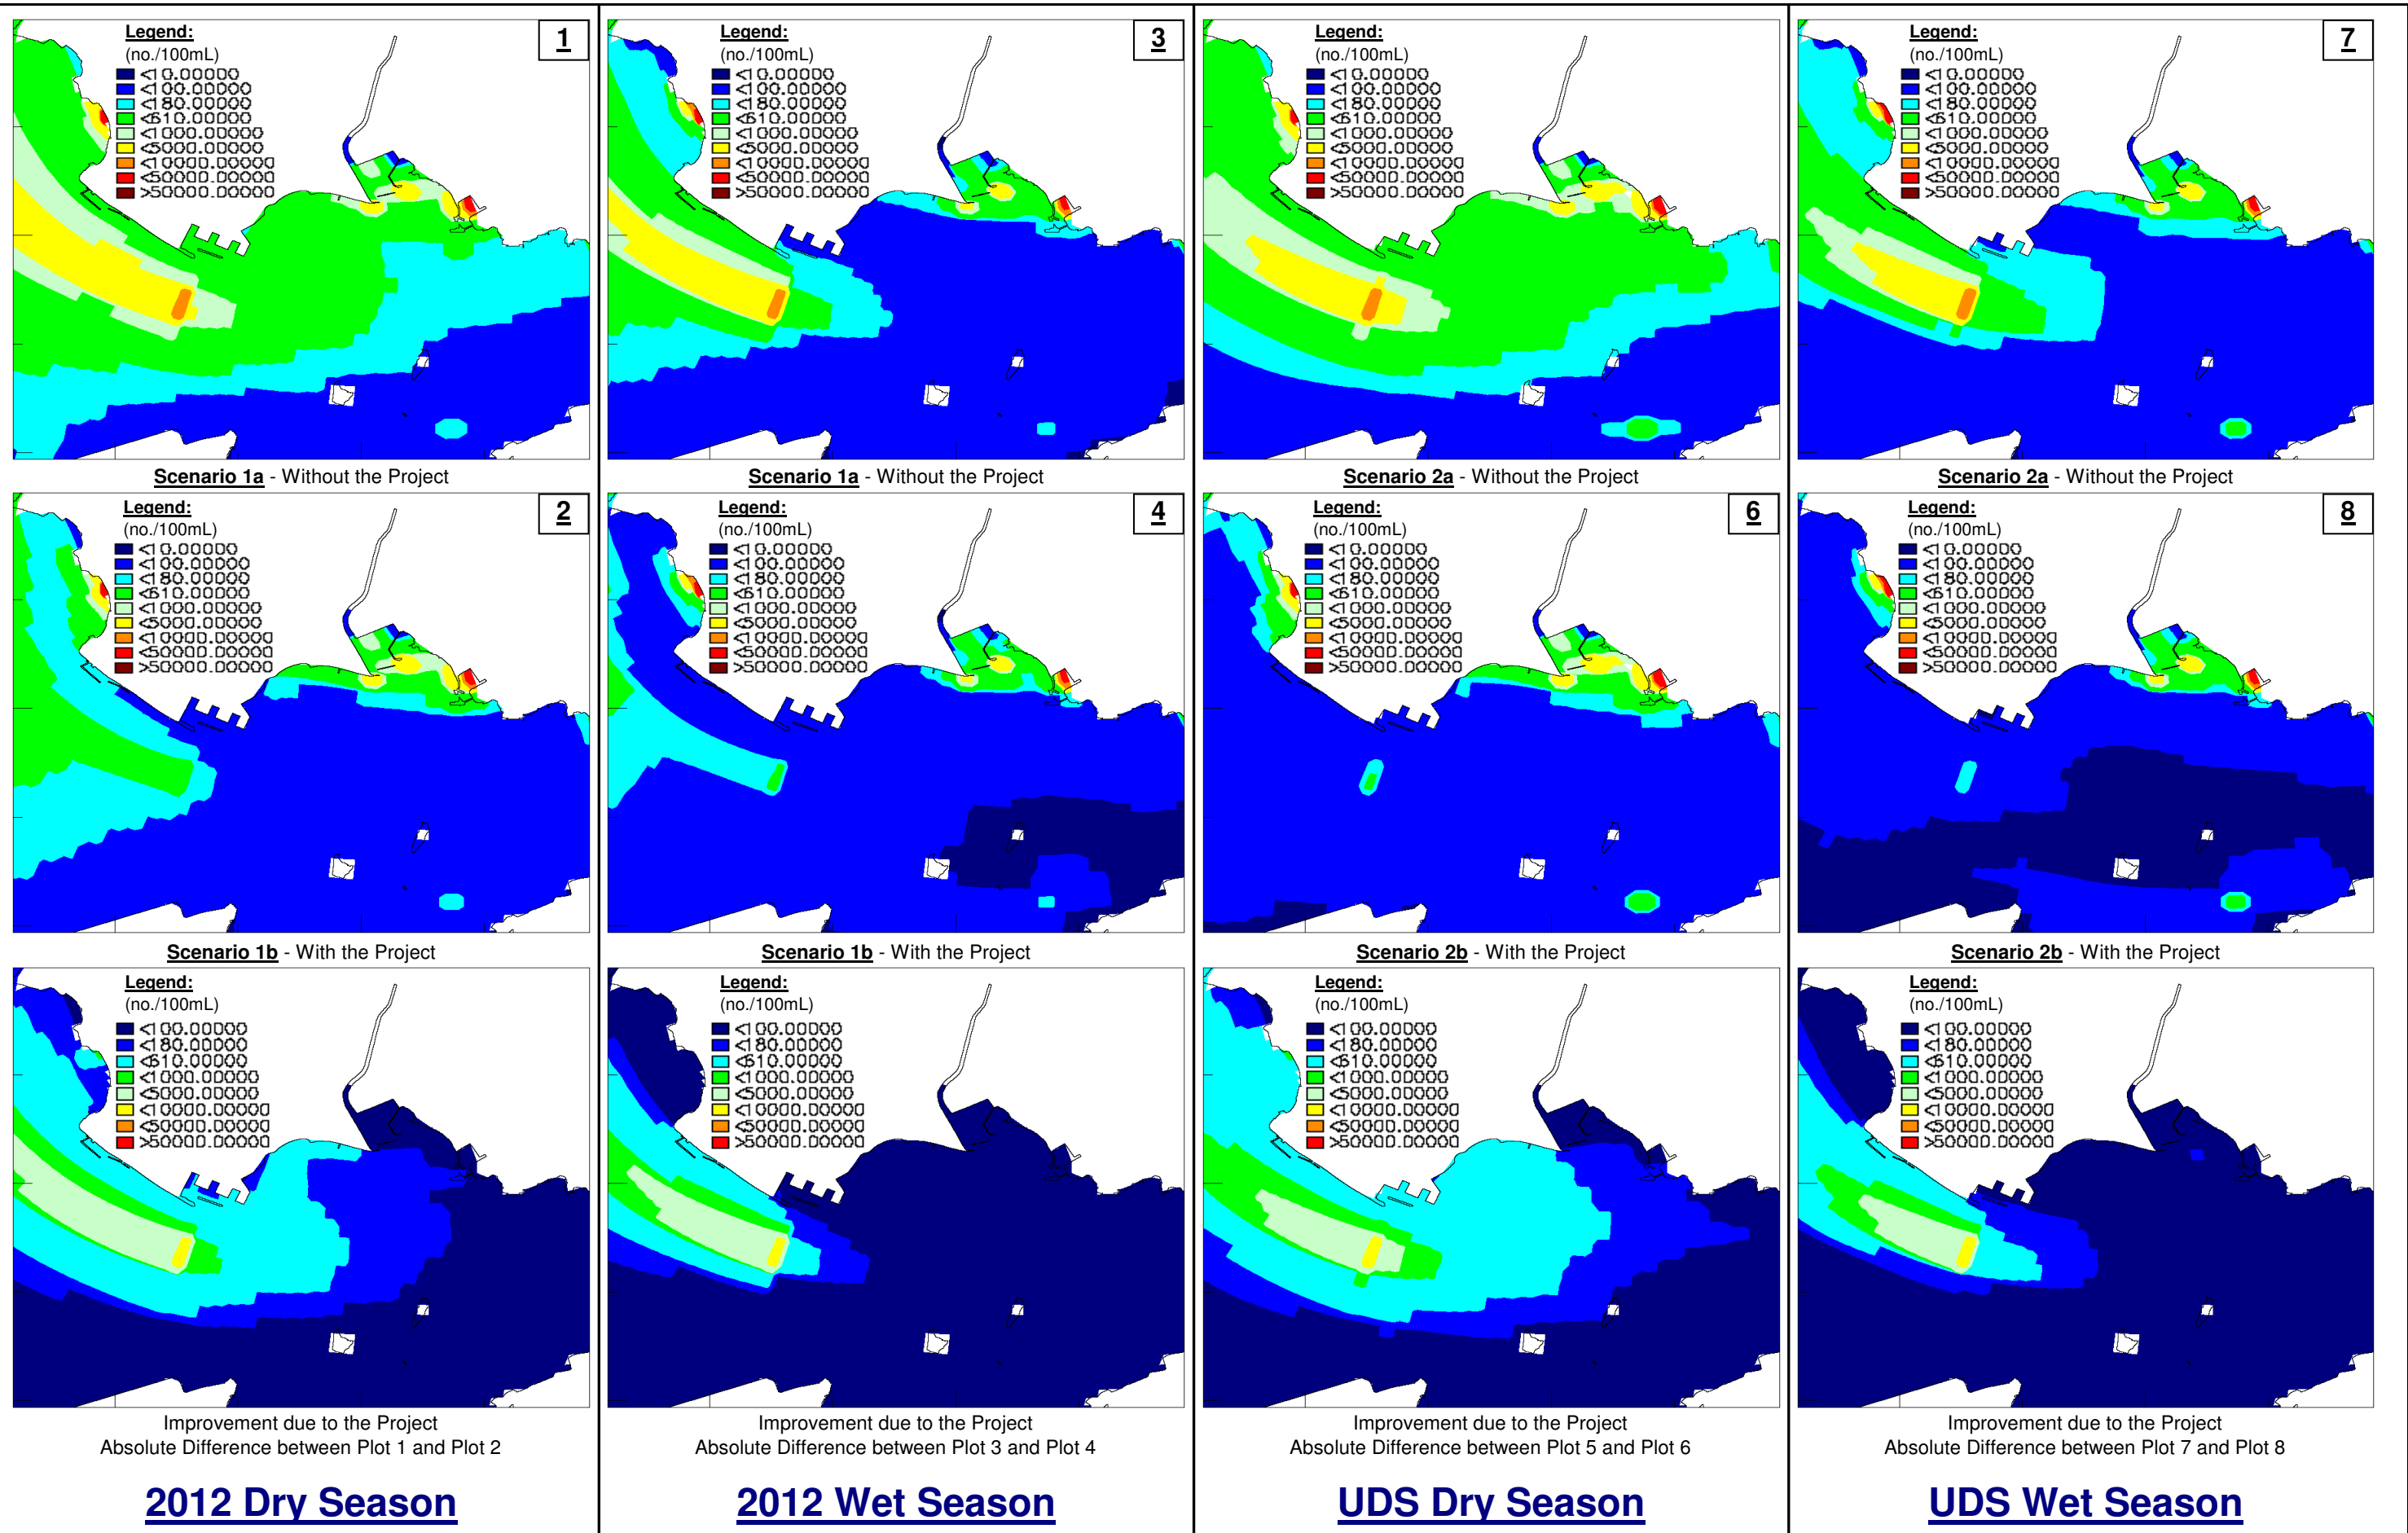 Legend:
(no./100mL)
<10.00000
<100.00000
<180.00000
<610.00000
<1000.00000
<5000.00000
<10000.00000
<50000.00000
>50000.00000
1
Scenario 1a - Without the Project
Legend:
(no./100mL)
<10.00000
<100.00000
<180.00000
<610.00000
<1000.00000
<5000.00000
<10000.00000
<50000.00000
>50000.00000
2
Scenario 1b - With the Project
Legend:
(no./100mL)
<100.00000
<180.00000
<610.00000
<1000.00000
<5000.00000
<10000.00000
<50000.00000
>50000.00000
Improvement due to the Project
Absolute Difference between Plot 1 and Plot 2
2012 Dry Season
Legend:
(no./100mL)
<10.00000
<100.00000
<180.00000
<610.00000
<1000.00000
<5000.00000
<10000.00000
<50000.00000
>50000.00000
3
Scenario 1a - Without the Project
Legend:
(no./100mL)
<10.00000
<100.00000
<180.00000
<610.00000
<1000.00000
<5000.00000
<10000.00000
<50000.00000
>50000.00000
4
Scenario 1b - With the Project
Legend:
(no./100mL)
<100.00000
<180.00000
<610.00000
<1000.00000
<5000.00000
<10000.00000
<50000.00000
>50000.00000
Improvement due to the Project
Absolute Difference between Plot 3 and Plot 4
2012 Wet Season
Legend:
(no./100mL)
<10.00000
<100.00000
<180.00000
<610.00000
<1000.00000
<5000.00000
<10000.00000
<50000.00000
>50000.00000
Scenario 2a - Without the Project
Legend:
(no./100mL)
<10.00000
<100.00000
<180.00000
<610.00000
<1000.00000
<5000.00000
<10000.00000
<50000.00000
>50000.00000
6
Scenario 2b - With the Project
Legend:
(no./100mL)
<100.00000
<180.00000
<610.00000
<1000.00000
<5000.00000
<10000.00000
<50000.00000
>50000.00000
Improvement due to the Project
Absolute Difference between Plot 5 and Plot 6
UDS Dry Season
Legend:
(no./100mL)
<10.00000
<100.00000
<180.00000
<610.00000
<1000.00000
<5000.00000
<10000.00000
<50000.00000
>50000.00000
7
Scenario 2a - Without the Project
Legend:
(no./100mL)
<10.00000
<100.00000
<180.00000
<610.00000
<1000.00000
<5000.00000
<10000.00000
<50000.00000
>50000.00000
8
Scenario 2b - With the Project
Legend:
(no./100mL)
<100.00000
<180.00000
<610.00000
<1000.00000
<5000.00000
<10000.00000
<50000.00000
>50000.00000
Improvement due to the Project
Absolute Difference between Plot 7 and Plot 8
UDS Wet Season